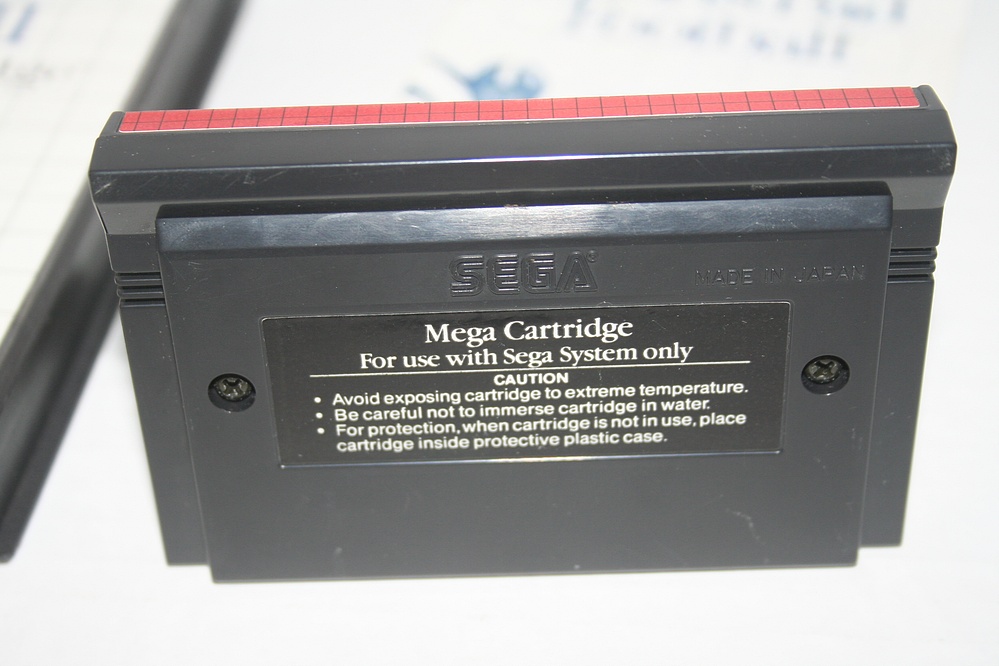 SEGA®
MADE IN JAPAN
Mega Cartridge
For use with Sega System only
CAUTION
• Avoid exposing cartridge to extreme temperature.
• Be careful not to immerse cartridge in water.
• For protection, when cartridge is not in use, place
cartridge inside protective plastic case.